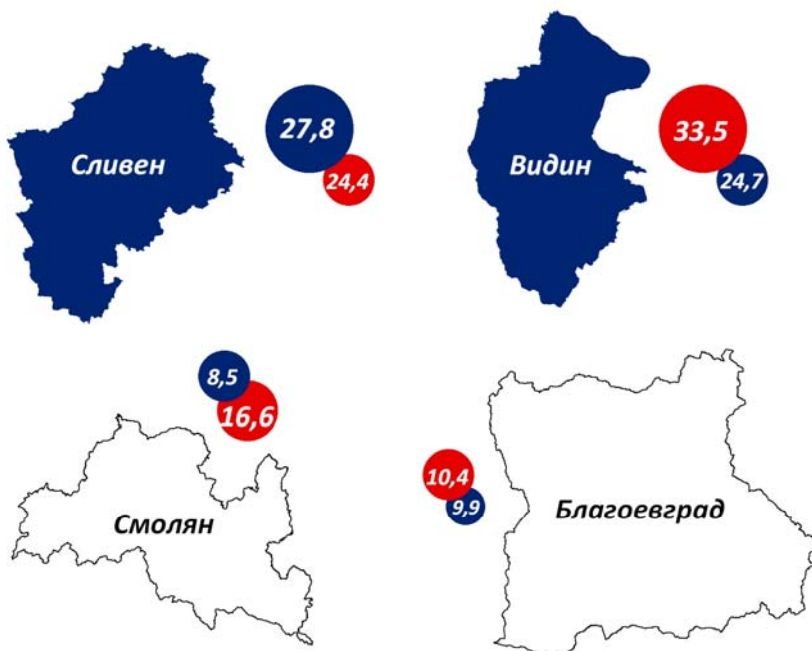 Сливен
27,8
24,4
Видин
33,5
24,7
8,5
16,6
Смолян
10,4
9,9
Благоевград